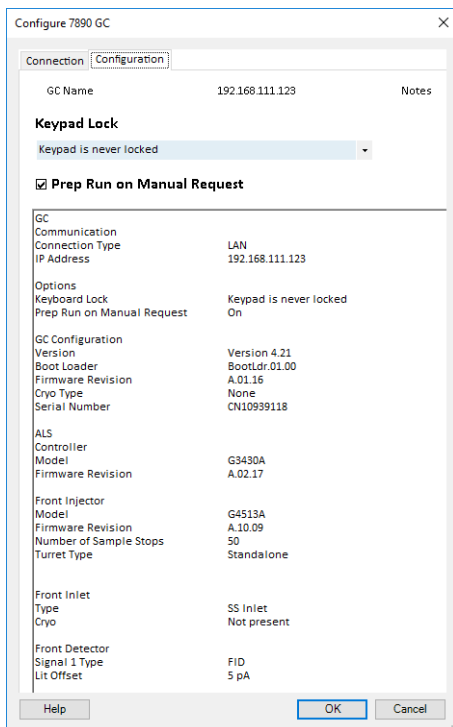 Configure 7890 GC
Connection Configuration
GC Name 192.168.111.123 Notes
Keypad Lock
Keypad is never locked
Prep Run on Manual Request
GC
Communication
Connection Type LAN
IP Address 192.168.111.123
Options
Keyboard Lock Keypad is never locked
Prep Run on Manual Request On
GC Configuration
Version Version 4.21
Boot Loader BootLdr.01.00
Firmware Revision A.01.16
Cryo Type None
Serial Number CN10939118
ALS
Controller
Model G3430A
Firmware Revision A.02.17
Front Injector
Model G4513A
Firmware Revision A.10.09
Number of Sample Stops 50
Turret Type Standalone
Front Inlet
Type SS Inlet
Cryo Not present
Front Detector
Signal 1 Type FID
Lit Offset 5 pA
Help OK Cancel